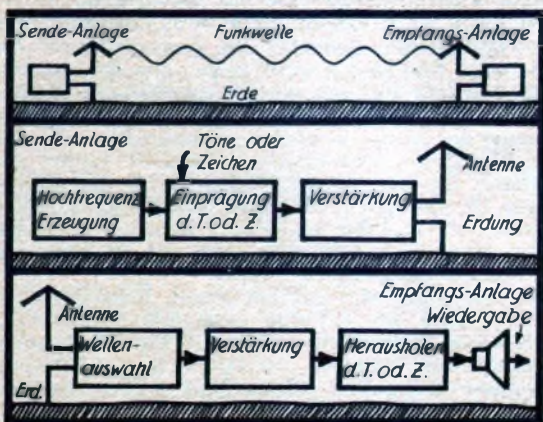 Sende-Anlage Funkwelle Empfangs-Anlage
Erde
Sende-Anlage
Töne oder
Zeichen
Antenne
Hochfrequenz
Erzeugung
Einprägung
d.T.od. Z.
Verstärkung
Erdung
Empfangs-Anlage
Wiedergabe
Antenne
Wellen-
auswahl
Verstärkung
Herausholen
d.T.od. Z.
Erd.